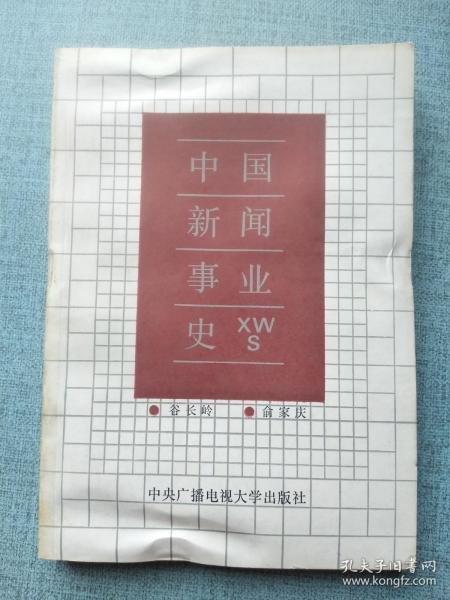 中国
新闻
事业
史 XW
S
● 谷长岭 ● 俞家庆
中央广播电视大学出版社
孔夫子旧书网
www.kongfz.com